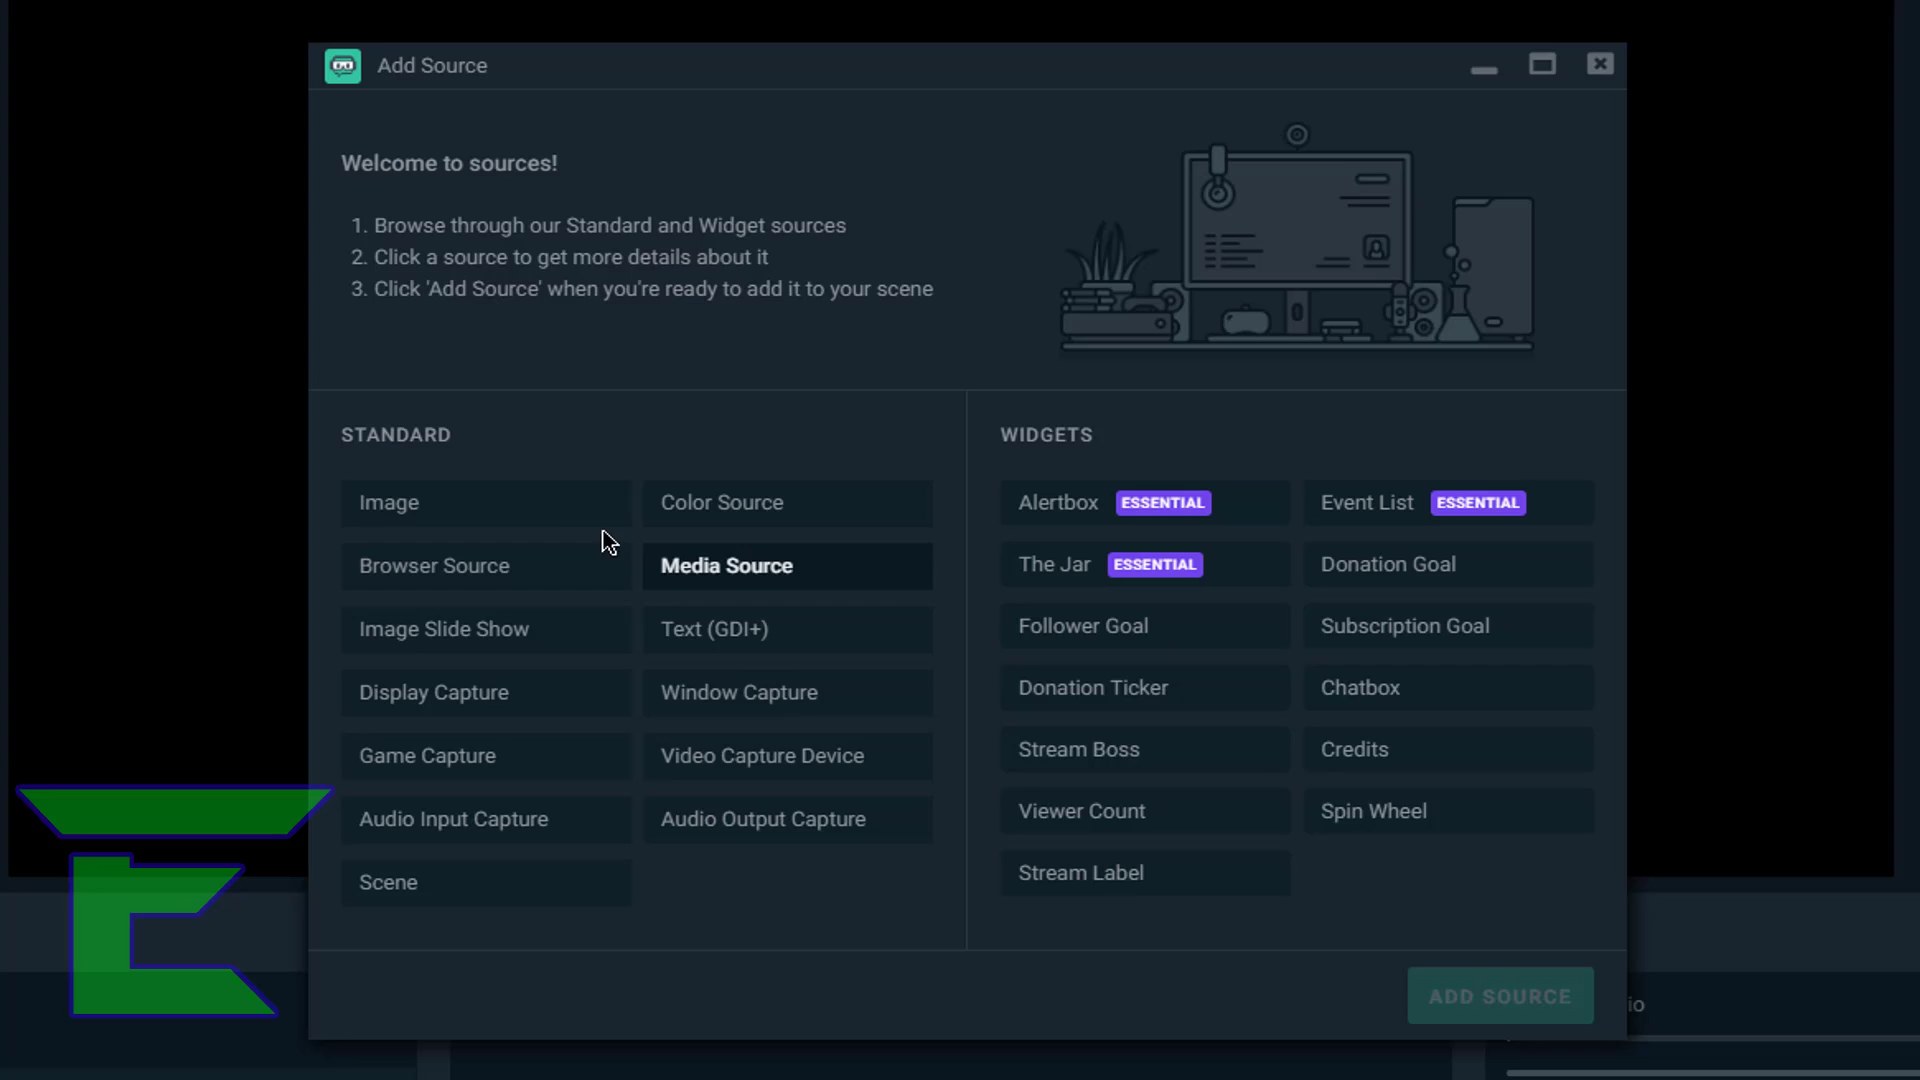 Add Source
Welcome to sources!
1. Browse through our Standard and Widget sources
2. Click a source to get more details about it
3. Click 'Add Source' when you're ready to add it to your scene
STANDARD
Image
Color Source
Browser Source
Media Source
Image Slide Show
Text (GDI+)
Display Capture
Window Capture
Game Capture
Video Capture Device
Audio Input Capture
Audio Output Capture
Scene
WIDGETS
Alertbox ESSENTIAL
Event List ESSENTIAL
The Jar ESSENTIAL
Donation Goal
Follower Goal
Subscription Goal
Donation Ticker
Chatbox
Stream Boss
Credits
Viewer Count
Spin Wheel
Stream Label
ADD SOURCE
io